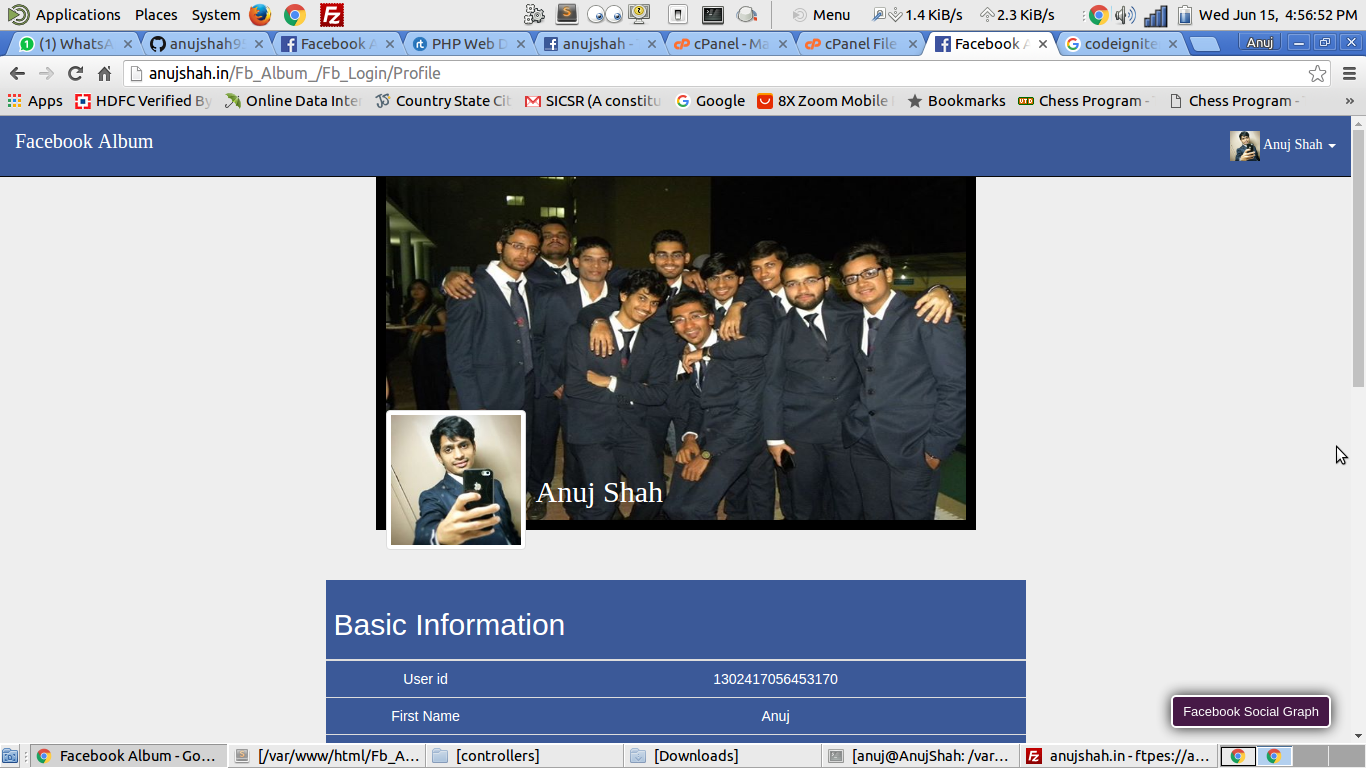 Applications Places System Menu 1.4 KiB/s 2.3 KiB/s Wed Jun 15, 4:56:52 PM
(1) WhatsA anujshah95 Facebook A PHP Web D anujshah - cPanel - Ma cPanel File Facebook A codeignite Anuj
anujshah.in/Fb_Album_/Fb_Login/Profile
Apps HDFC Verified By Online Data Inter Country State Cit SICSR (A constitu Google 8X Zoom Mobile Bookmarks Chess Program - Chess Program - »
Facebook Album
Anuj Shah
Anuj Shah
Basic Information
User id 1302417056453170
First Name Anuj
Facebook Social Graph
Facebook Album - Go... [/var/www/html/Fb_A... [controllers] [Downloads] [anuj@AnujShah: /var... anujshah.in - ftpes://a...